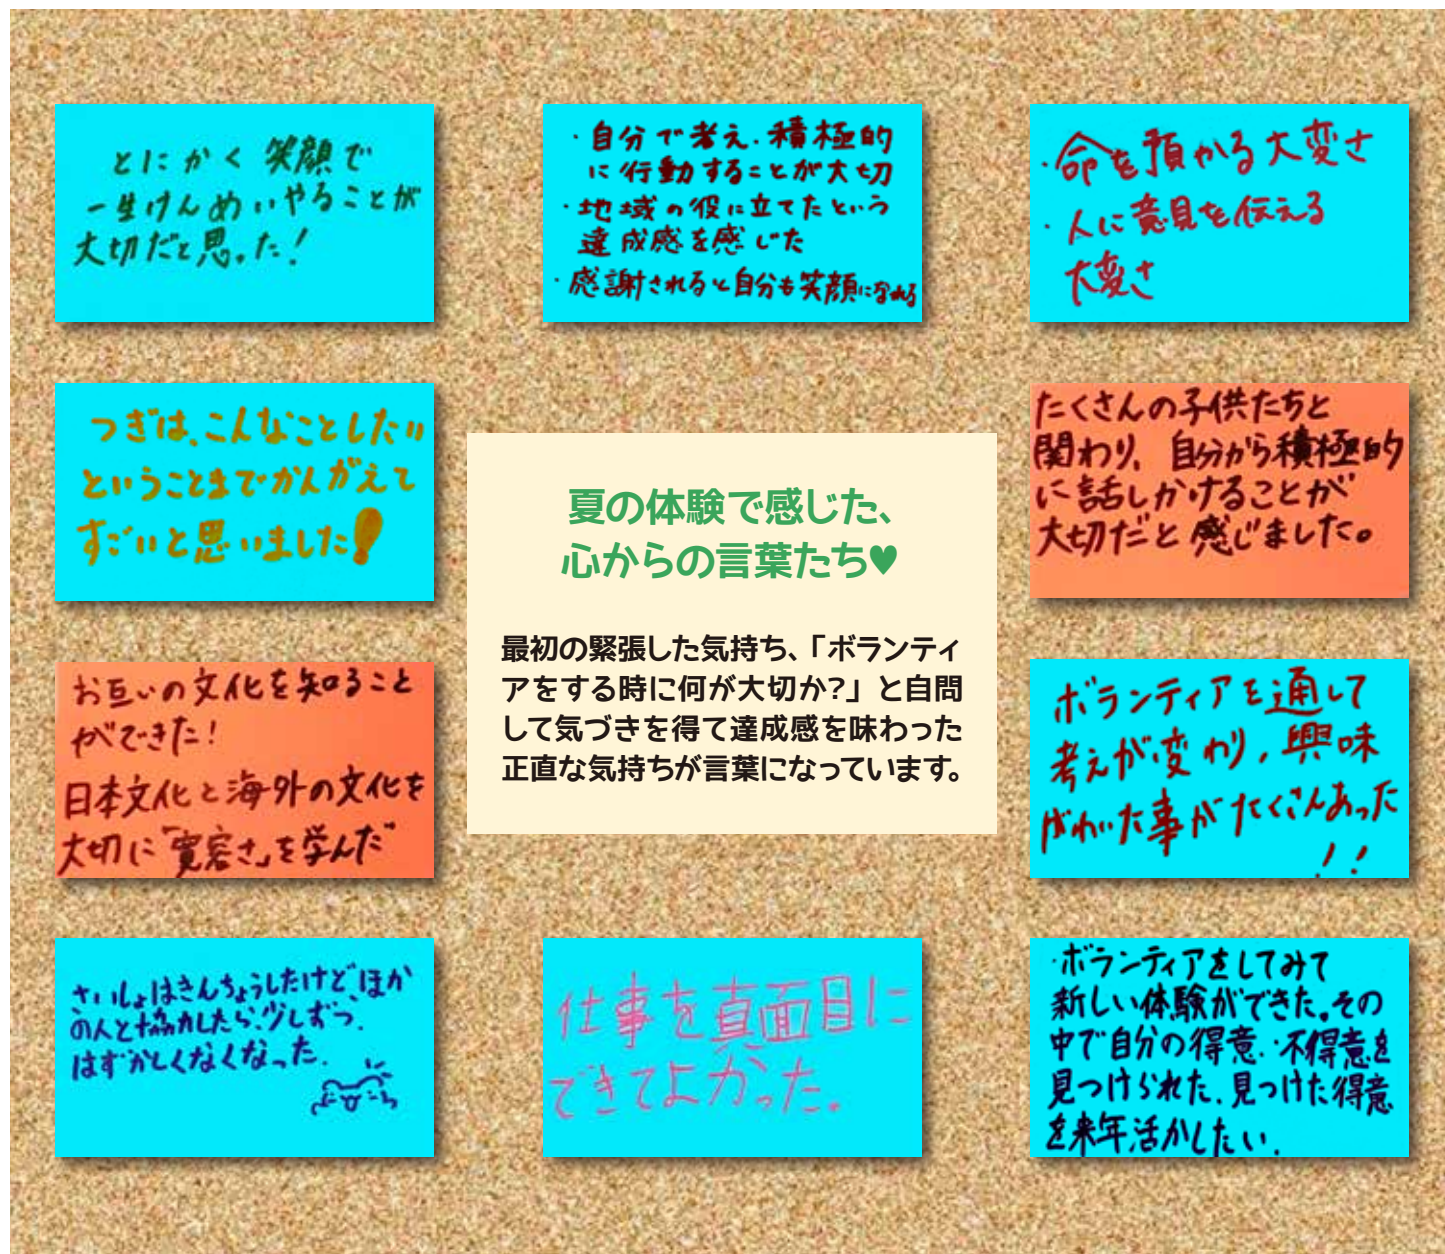 とにかく笑顔で
一生けんめいやることが
大切だと思った!
・自分で考え、積極的
に行動することが大切
・地域の役に立てたという
達成感を感じた
・感謝されると自分も笑顔になれる
・命を預かる大変さ
・人に意見を伝える
大変さ
つぎは、こんなことしたい
ということまでかんがえて
すごいと思いました!
夏の体験で感じた、
心からの言葉たち♥
最初の緊張した気持ち、「ボランティ
アをする時に何が大切か?」と自問
して気づきを得て達成感を味わった
正直な気持ちが言葉になっています。
たくさんの子供たちと
関わり、自分から積極的
に話しかけることが
大切だと感じました。
お互いの文化を知ること
ができた!
日本文化と海外の文化を
大切に「寛容さ」を学んだ
ボランティアを通して
考えが変わり,興味
がわいた事がたくさんあった
!!
さいしょはきんちょうしたけど、ほか
の人と協力したら、少しずつ、
はずかしくなくなった。
仕事を真面目に
できてよかった。
・ボランティアをしてみて
新しい体験ができた。その
中で自分の得意・不得意を
見つけられた。見つけた得意
を来年活かしたい。